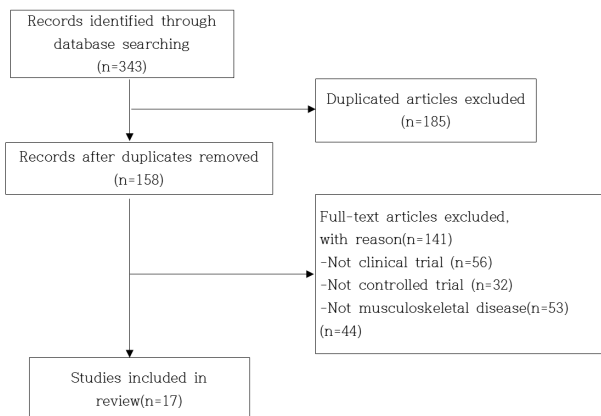 Records identified through
database searching
(n=343)
Duplicated articles excluded
(n=185)
Records after duplicates removed
(n=158)
Full-text articles excluded,
with reason(n=141)
-Not clinical trial (n=56)
-Not controlled trial (n=32)
-Not musculoskeletal disease(n=53)
(n=44)
Studies included in
review(n=17)